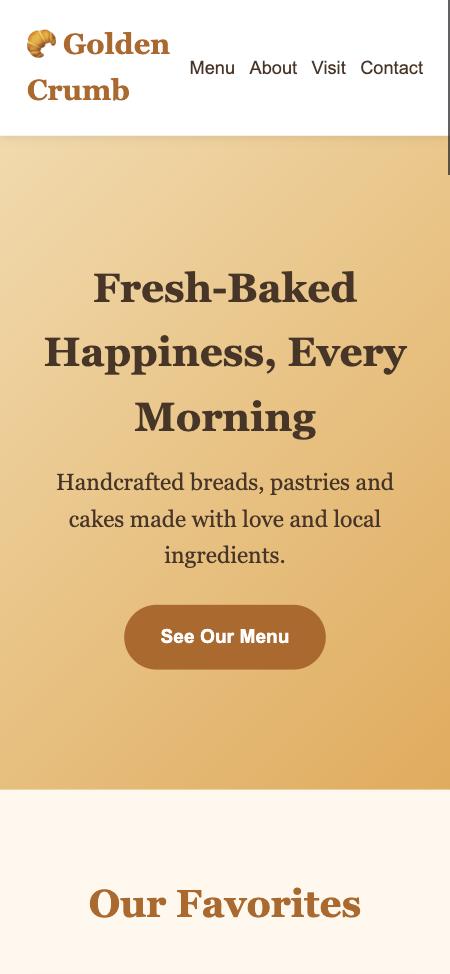 🥐 Golden
Crumb
Menu About Visit Contact
Fresh-Baked
Happiness, Every
Morning
Handcrafted breads, pastries and
cakes made with love and local
ingredients.
See Our Menu
Our Favorites